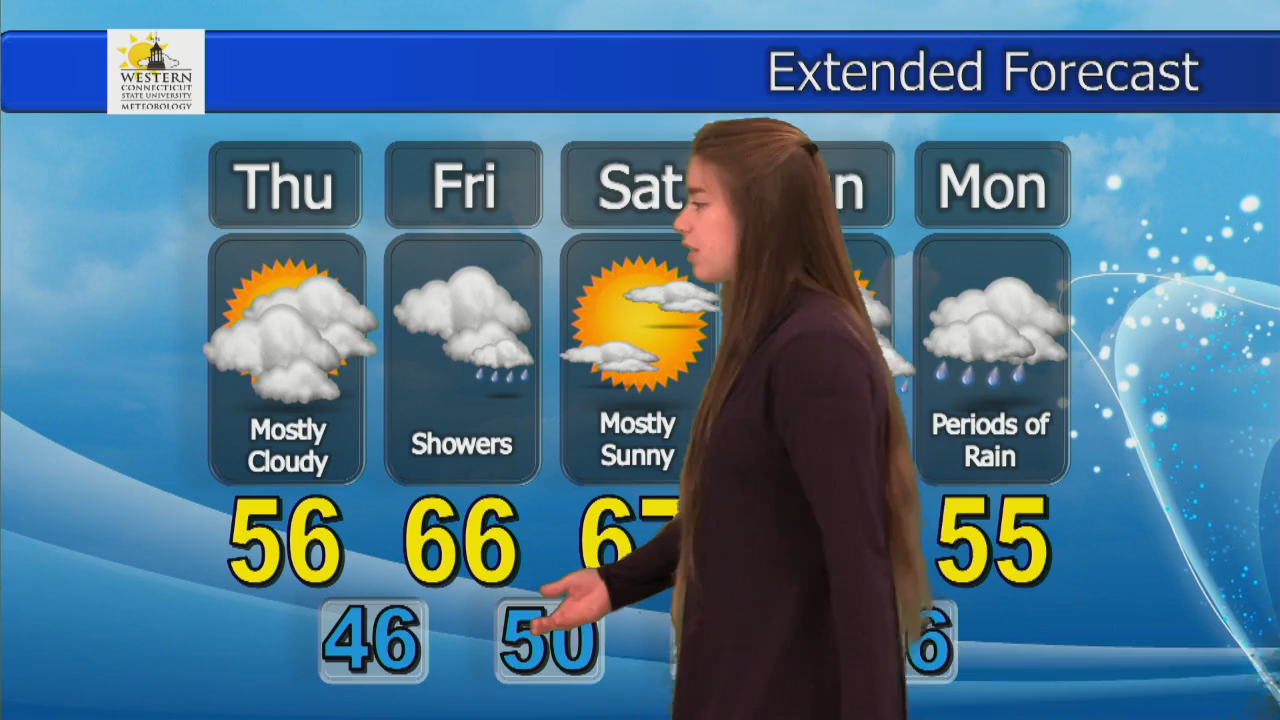 WESTERN
CONNECTICUT
STATE UNIVERSITY
METEOROLOGY
Extended Forecast
Thu
Fri
Sat
Mon
Mostly
Cloudy
Showers
Mostly
Sunny
Periods of
Rain
56
66
55
46
50